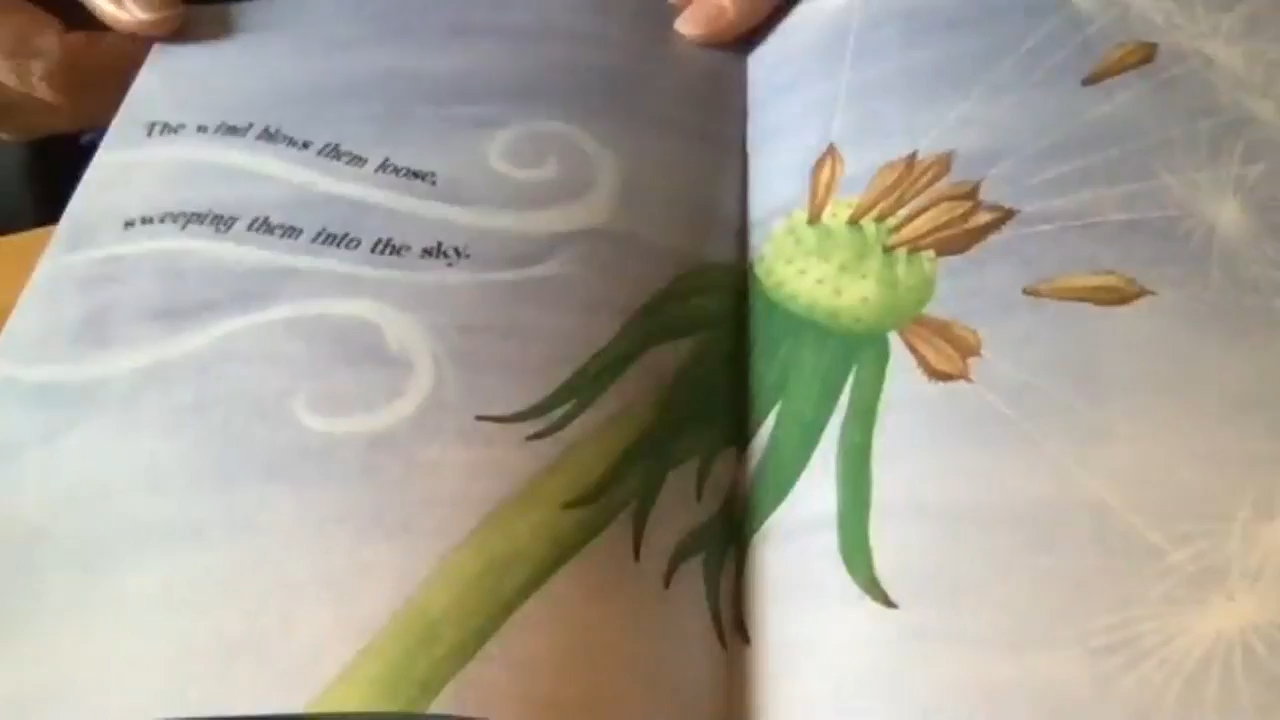 The wind blows them loose,
sweeping them into the sky.